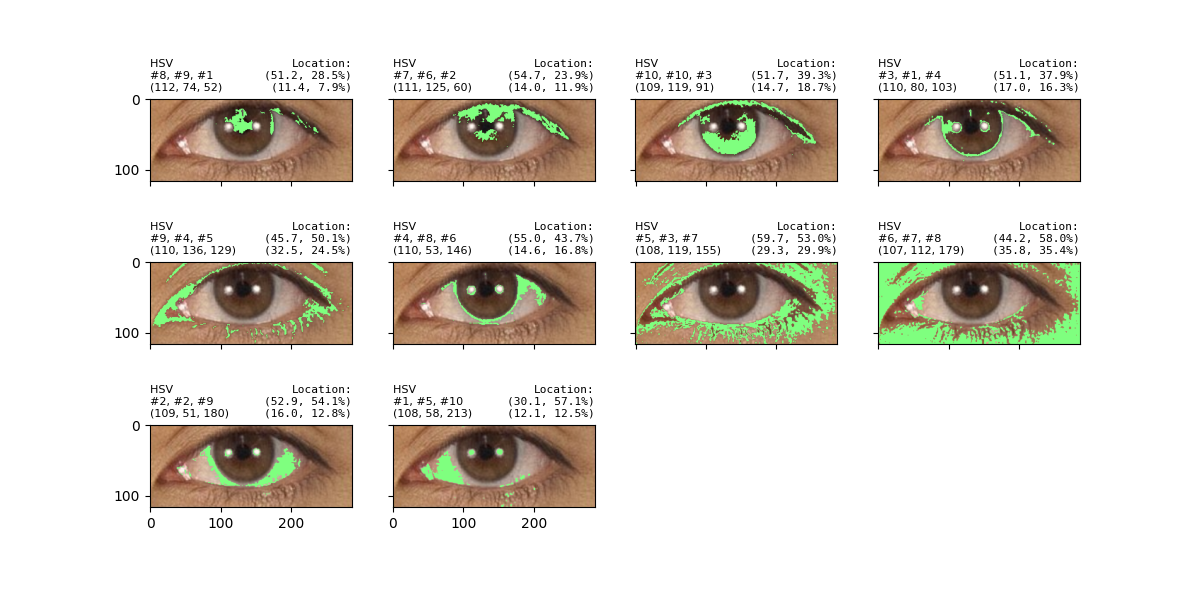 HSV Location:
#8, #9, #1 (51.2, 28.5%)
(112, 74, 52) (11.4, 7.9%)
HSV Location:
#7, #6, #2 (54.7, 23.9%)
(111, 125, 60) (14.0, 11.9%)
HSV Location:
#10, #10, #3 (51.7, 39.3%)
(109, 119, 91) (14.7, 18.7%)
HSV Location:
#3, #1, #4 (51.1, 37.9%)
(110, 80, 103) (17.0, 16.3%)
0
100
HSV Location:
#9, #4, #5 (45.7, 50.1%)
(110, 136, 129) (32.5, 24.5%)
HSV Location:
#4, #8, #6 (55.0, 43.7%)
(110, 53, 146) (14.6, 16.8%)
HSV Location:
#5, #3, #7 (59.7, 53.0%)
(108, 119, 155) (29.3, 29.9%)
HSV Location:
#6, #7, #8 (44.2, 58.0%)
(107, 112, 179) (35.8, 35.4%)
0
100
HSV Location:
#2, #2, #9 (52.9, 54.1%)
(109, 51, 180) (16.0, 12.8%)
HSV Location:
#1, #5, #10 (30.1, 57.1%)
(108, 58, 213) (12.1, 12.5%)
0
100
0 100 200
0 100 200